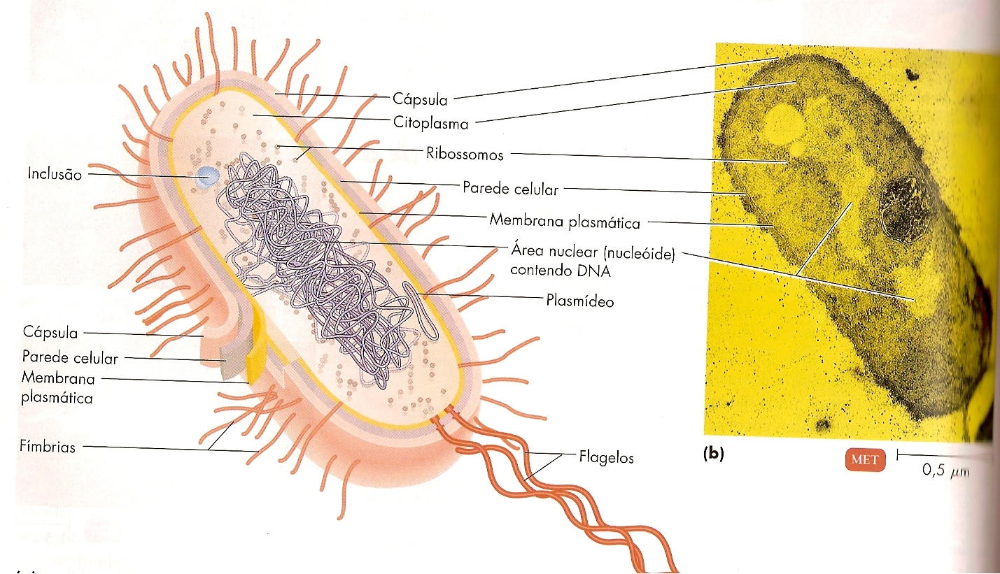 Cápsula
Citoplasma
Ribossomos
Inclusão
Parede celular
Membrana plasmática
Área nuclear (nucleóide)
contendo DNA
Plasmídeo
Cápsula
Parede celular
Membrana
plasmática
Fímbrias
Flagelos
(b)
MET
0,5 μm